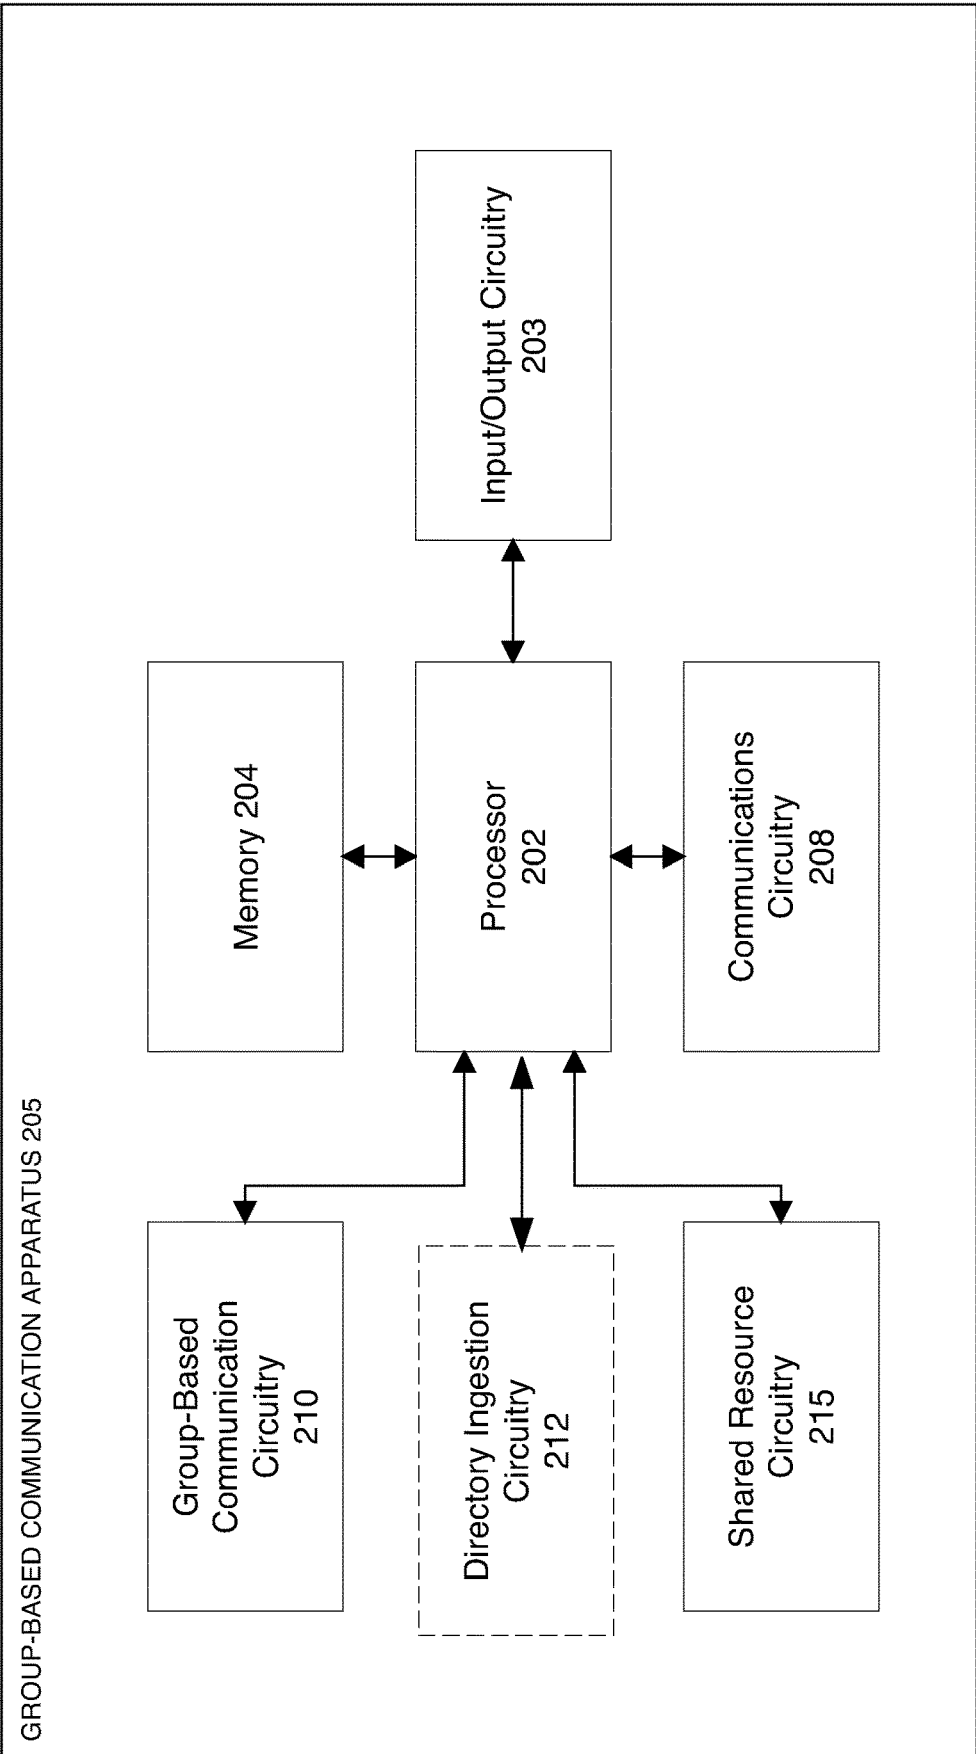 GROUP-BASED COMMUNICATION APPARATUS 205
Group-Based
Communication
Circuitry
210
Memory 204
Directory Ingestion
Circuitry
212
Processor
202
Input/Output Circuitry
203
Shared Resource
Circuitry
215
Communications
Circuitry
208